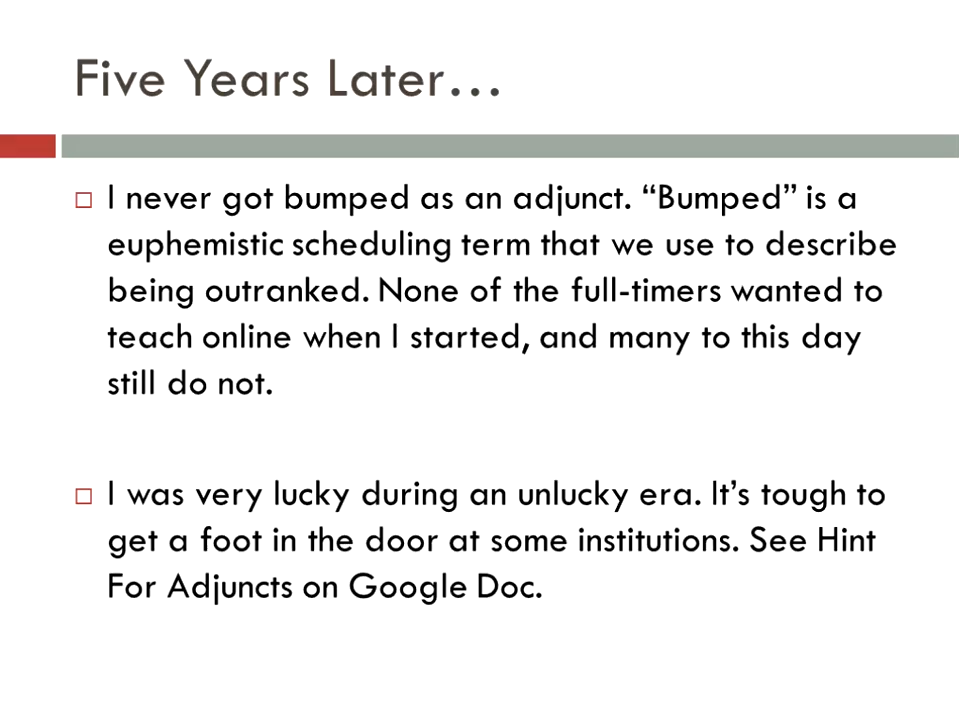 Five Years Later…
I never got bumped as an adjunct. “Bumped” is a
euphemistic scheduling term that we use to describe
being outranked. None of the full-timers wanted to
teach online when I started, and many to this day
still do not.
I was very lucky during an unlucky era. It’s tough to
get a foot in the door at some institutions. See Hint
For Adjuncts on Google Doc.